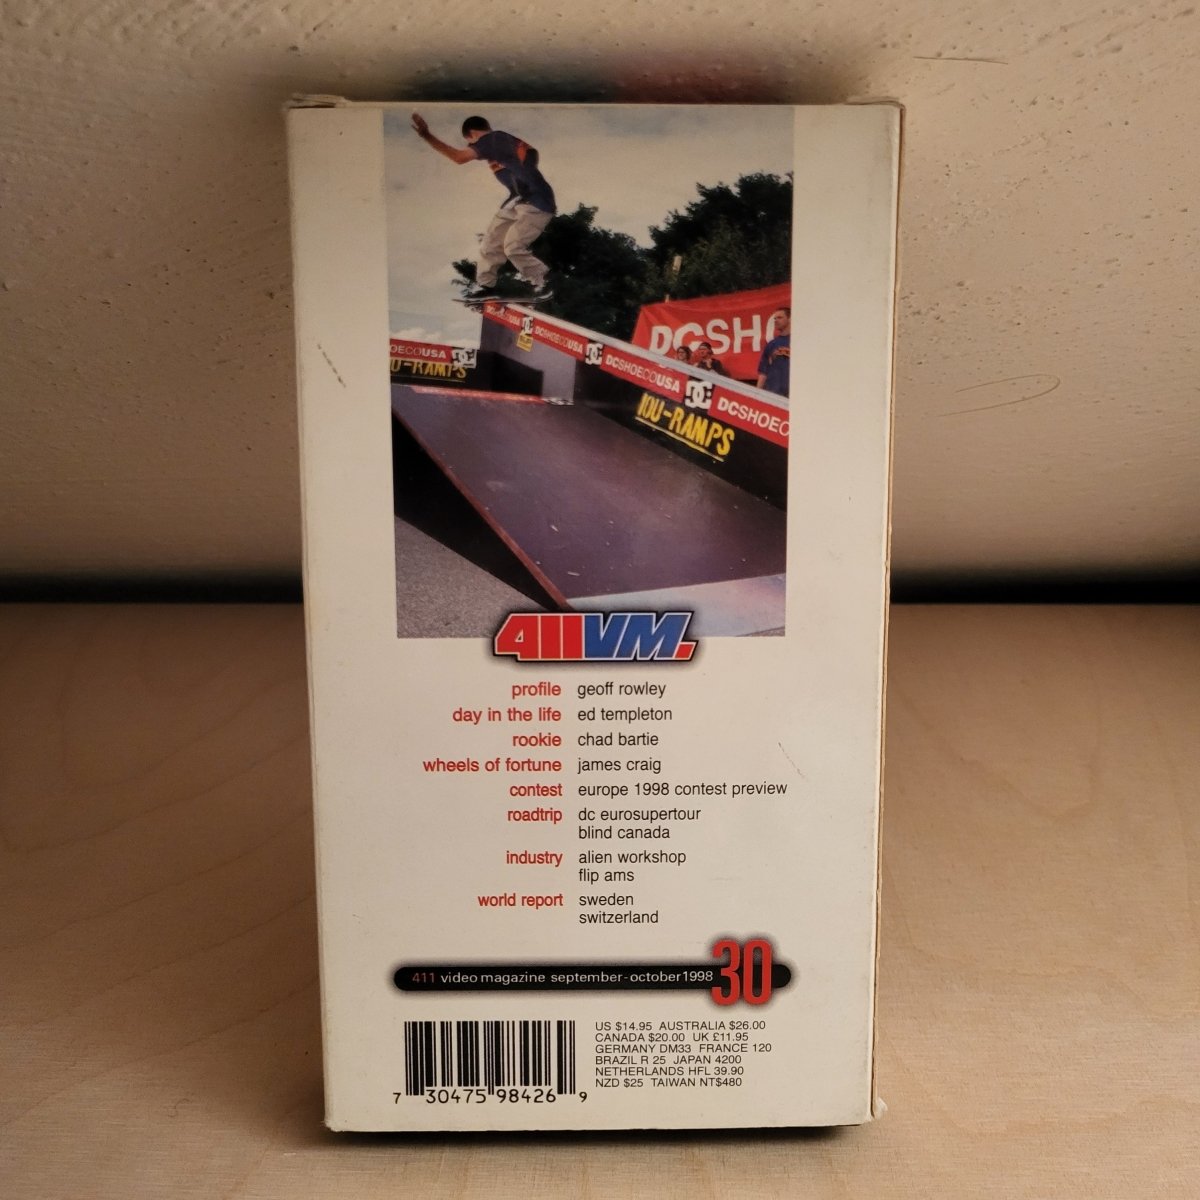 DCSHO
DCSHOECOUSA
DCSHOECOUSA
DC
DCSHOECO
OECOUSA
U-RAMPS
IOU-RAMPS
411VM.
profile geoff rowley
day in the life ed templeton
rookie chad bartie
wheels of fortune james craig
contest europe 1998 contest preview
roadtrip dc eurosupertour
blind canada
industry alien workshop
flip ams
world report sweden
switzerland
411 video magazine september-october 1998 30
US $14.95 AUSTRALIA $26.00
CANADA $20.00 UK £11.95
GERMANY DM33 FRANCE 120
BRAZIL R 25 JAPAN 4200
NETHERLANDS HFL 39.90
NZD $25 TAIWAN NT$480
7 30475 98426 9